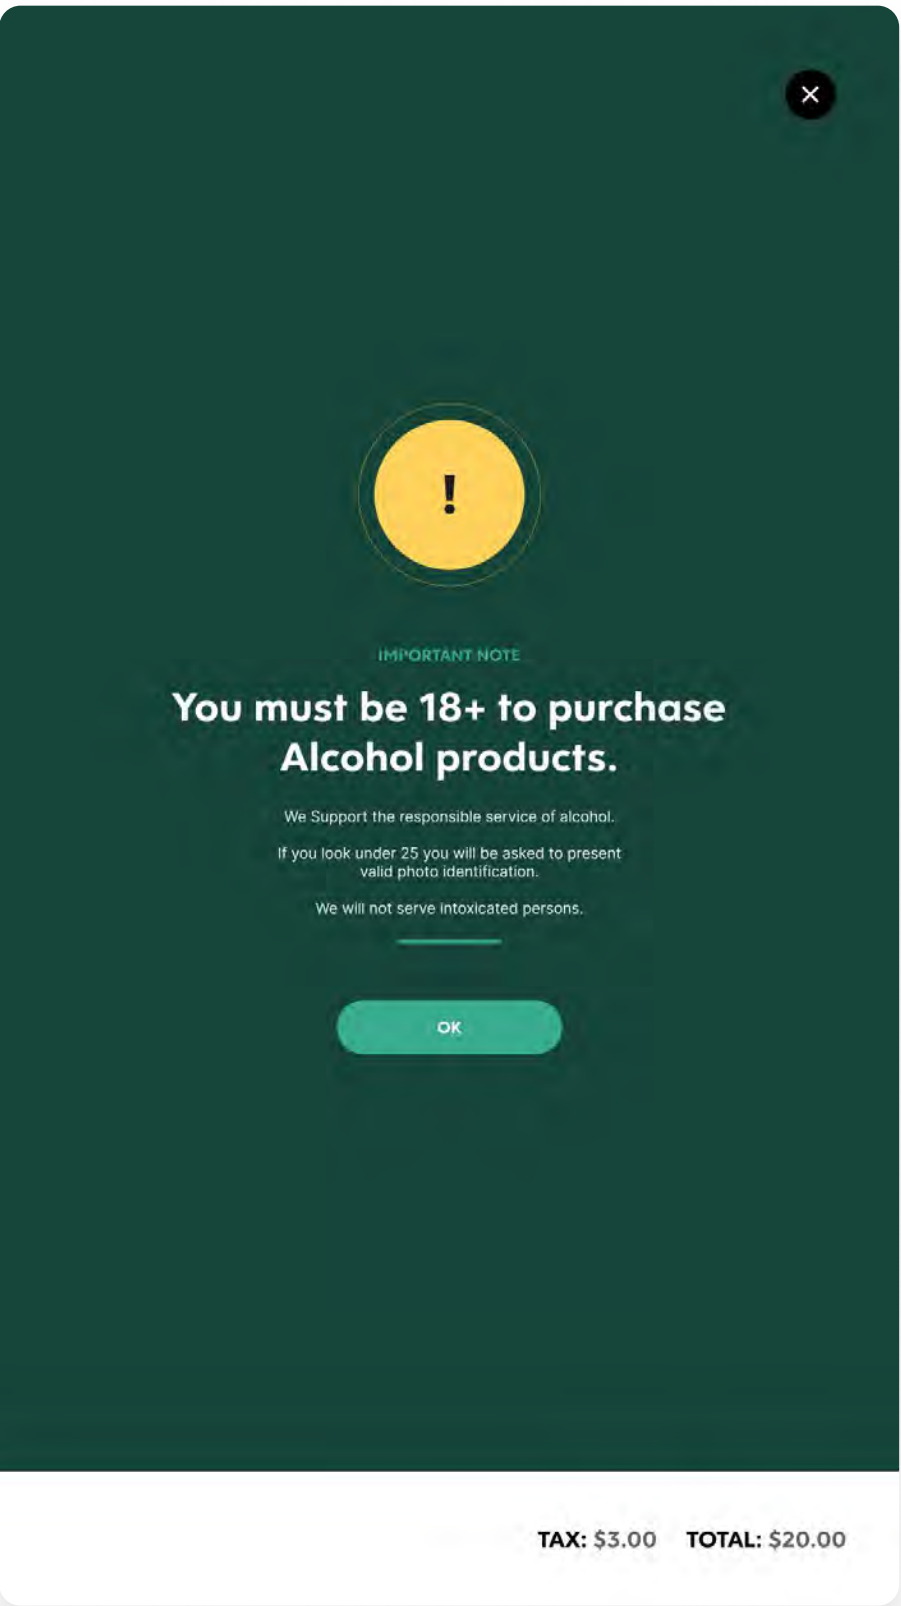 !
IMPORTANT NOTE
You must be 18+ to purchase
Alcohol products.
We Support the responsible service of alcohol.
If you look under 25 you will be asked to present
valid photo identification.
We will not serve intoxicated persons.
OK
TAX: $3.00 TOTAL: $20.00